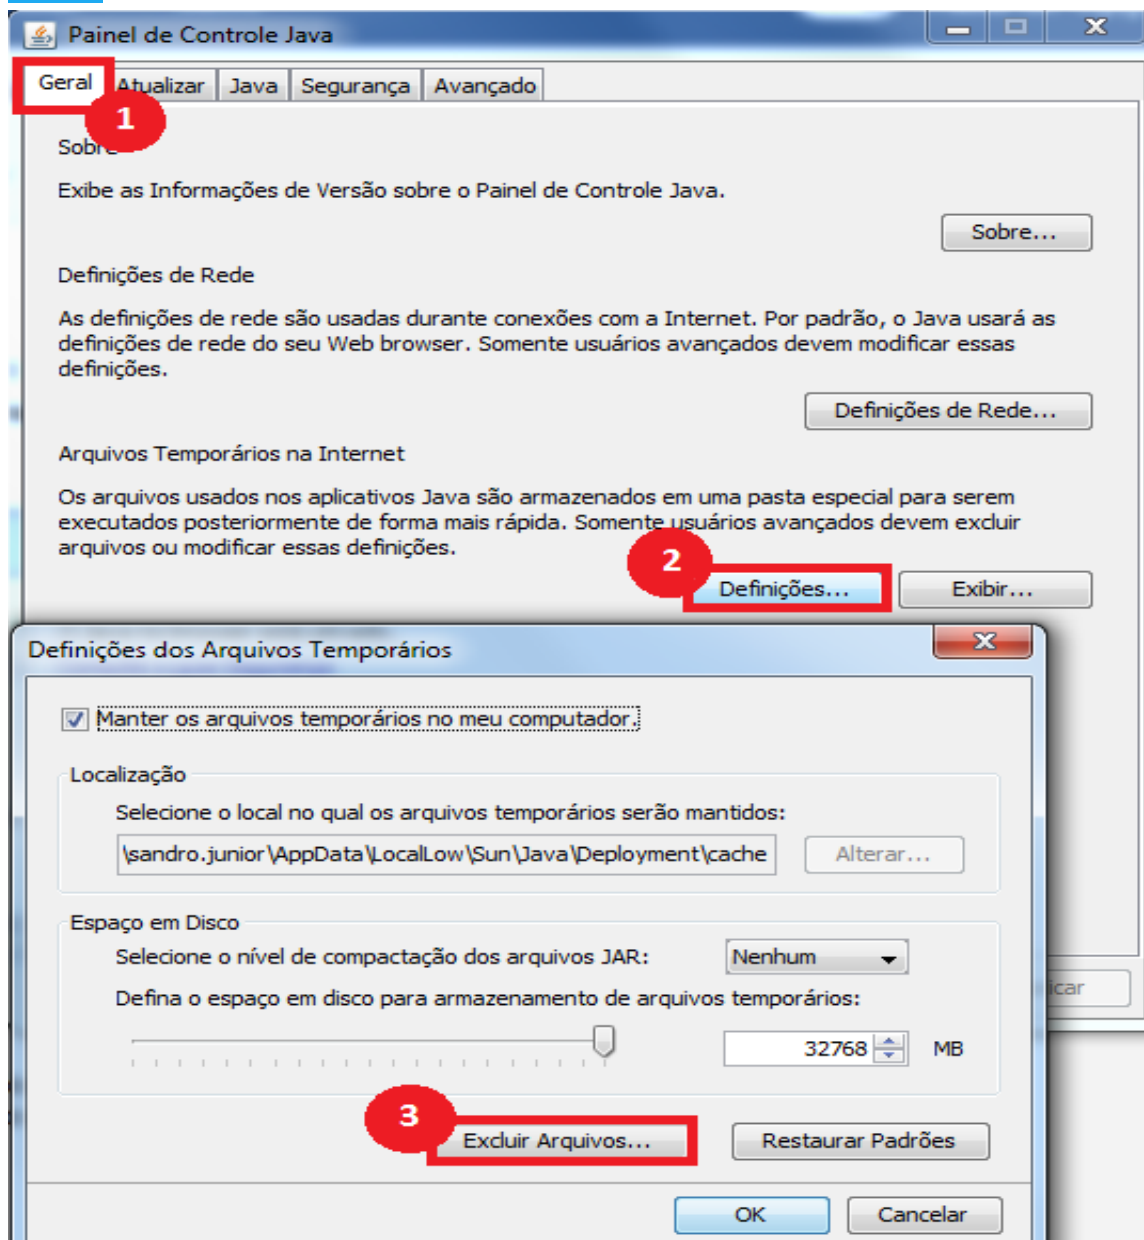 Painel de Controle Java
Geral
Atualizar
Java
Segurança
Avançado
1
Sobre
Exibe as Informações de Versão sobre o Painel de Controle Java.
Sobre...
Definições de Rede
As definições de rede são usadas durante conexões com a Internet. Por padrão, o Java usará as
definições de rede do seu Web browser. Somente usuários avançados devem modificar essas
definições.
Definições de Rede...
Arquivos Temporários na Internet
Os arquivos usados nos aplicativos Java são armazenados em uma pasta especial para serem
executados posteriormente de forma mais rápida. Somente usuários avançados devem excluir
arquivos ou modificar essas definições.
2
Definições...
Exibir...
Definições dos Arquivos Temporários
Manter os arquivos temporários no meu computador.
Localização
Selecione o local no qual os arquivos temporários serão mantidos:
\sandro.junior\AppData\LocalLow\Sun\Java\Deployment\cache
Alterar...
Espaço em Disco
Selecione o nível de compactação dos arquivos JAR:
Nenhum
Defina o espaço em disco para armazenamento de arquivos temporários:
icar
32768
MB
3
Excluir Arquivos...
Restaurar Padrões
OK
Cancelar